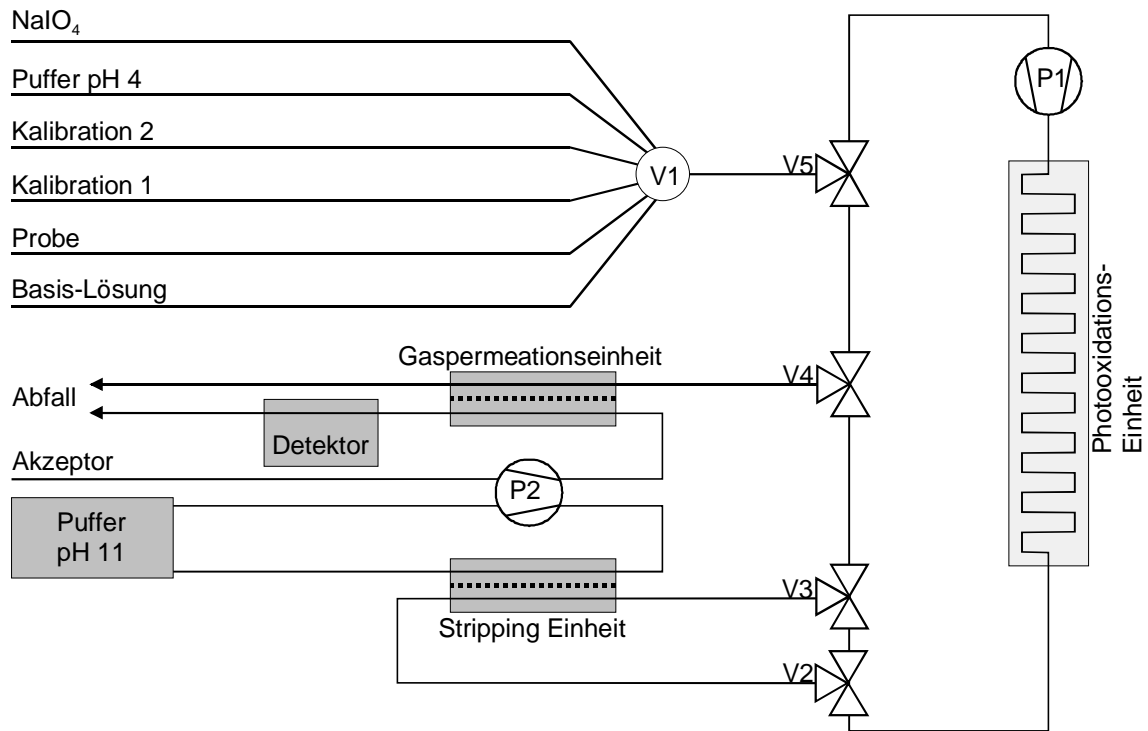 NaIO4
Puffer pH 4
Kalibration 2
Kalibration 1
Probe
Basis-Lösung
V1
V5
P1
Photooxidations-
Einheit
Gaspermeationseinheit
V4
Abfall
Detektor
Akzeptor
P2
Puffer
pH 11
V3
Stripping Einheit
V2